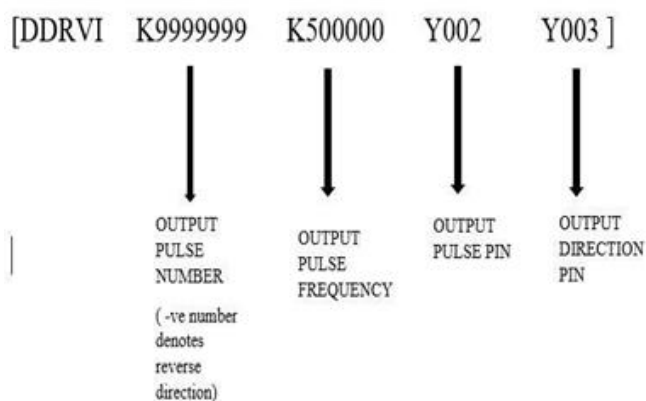 [DDRVI K9999999 K500000 Y002 Y003 ]
OUTPUT
PULSE
NUMBER
( -ve number
denotes
reverse
direction)
OUTPUT
PULSE
FREQUENCY
OUTPUT
PULSE PIN
OUTPUT
DIRECTION
PIN